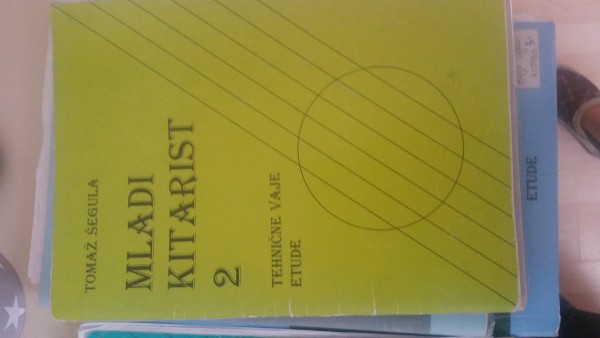 TOMAŽ ŠEGULA
MLADI
KITARIST
2
TEHNIČNE VAJE
ETUDE
ETUDE